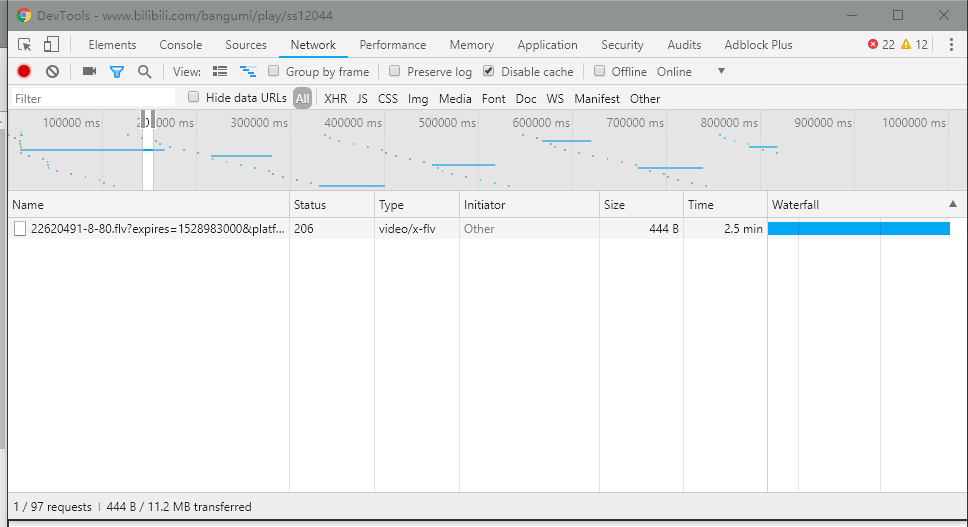 DevTools - www.bilibili.com/bangumi/play/ss12044
Elements Console Sources Network Performance Memory Application Security Audits Adblock Plus 22 12
View: Group by frame Preserve log Disable cache Offline Online
Filter Hide data URLs All XHR JS CSS Img Media Font Doc WS Manifest Other
100000 ms 200000 ms 300000 ms 400000 ms 500000 ms 600000 ms 700000 ms 800000 ms 900000 ms 1000000 ms
Name Status Type Initiator Size Time Waterfall
22620491-8-80.flv?expires=1528983000&platf... 206 video/x-flv Other 444 B 2.5 min
1 / 97 requests | 444 B / 11.2 MB transferred